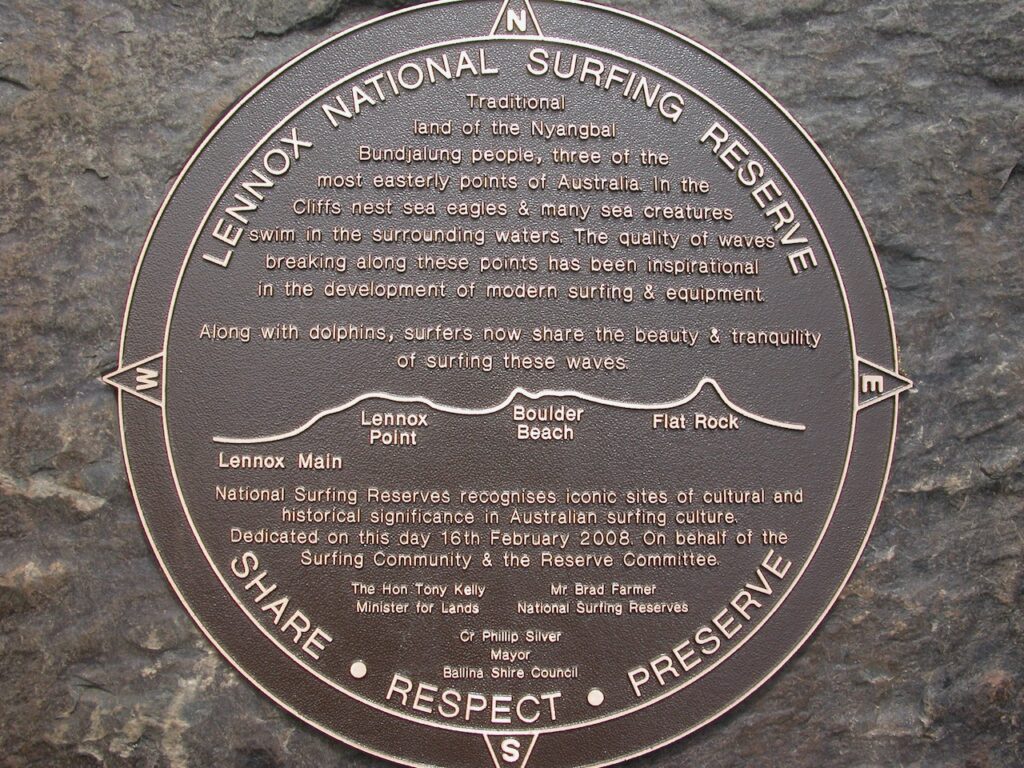 N
LENNOX NATIONAL SURFING RESERVE
Traditional
land of the Nyangbal
Bundjalung people, three of the
most easterly points of Australia. In the
Cliffs nest sea eagles & many sea creatures
swim in the surrounding waters. The quality of waves
breaking along these points has been inspirational
in the development of modern surfing & equipment.
Along with dolphins, surfers now share the beauty & tranquility
of surfing these waves.
W
E
Lennox
Point
Boulder
Beach
Flat Rock
Lennox Main
National Surfing Reserves recognises iconic sites of cultural and
historical significance in Australian surfing culture.
Dedicated on this day 16th February 2008. On behalf of the
Surfing Community & the Reserve Committee.
The Hon Tony Kelly
Minister for Lands
Mr Brad Farmer
National Surfing Reserves
Cr Phillip Silver
Mayor
Ballina Shire Council
SHARE • RESPECT • PRESERVE
S